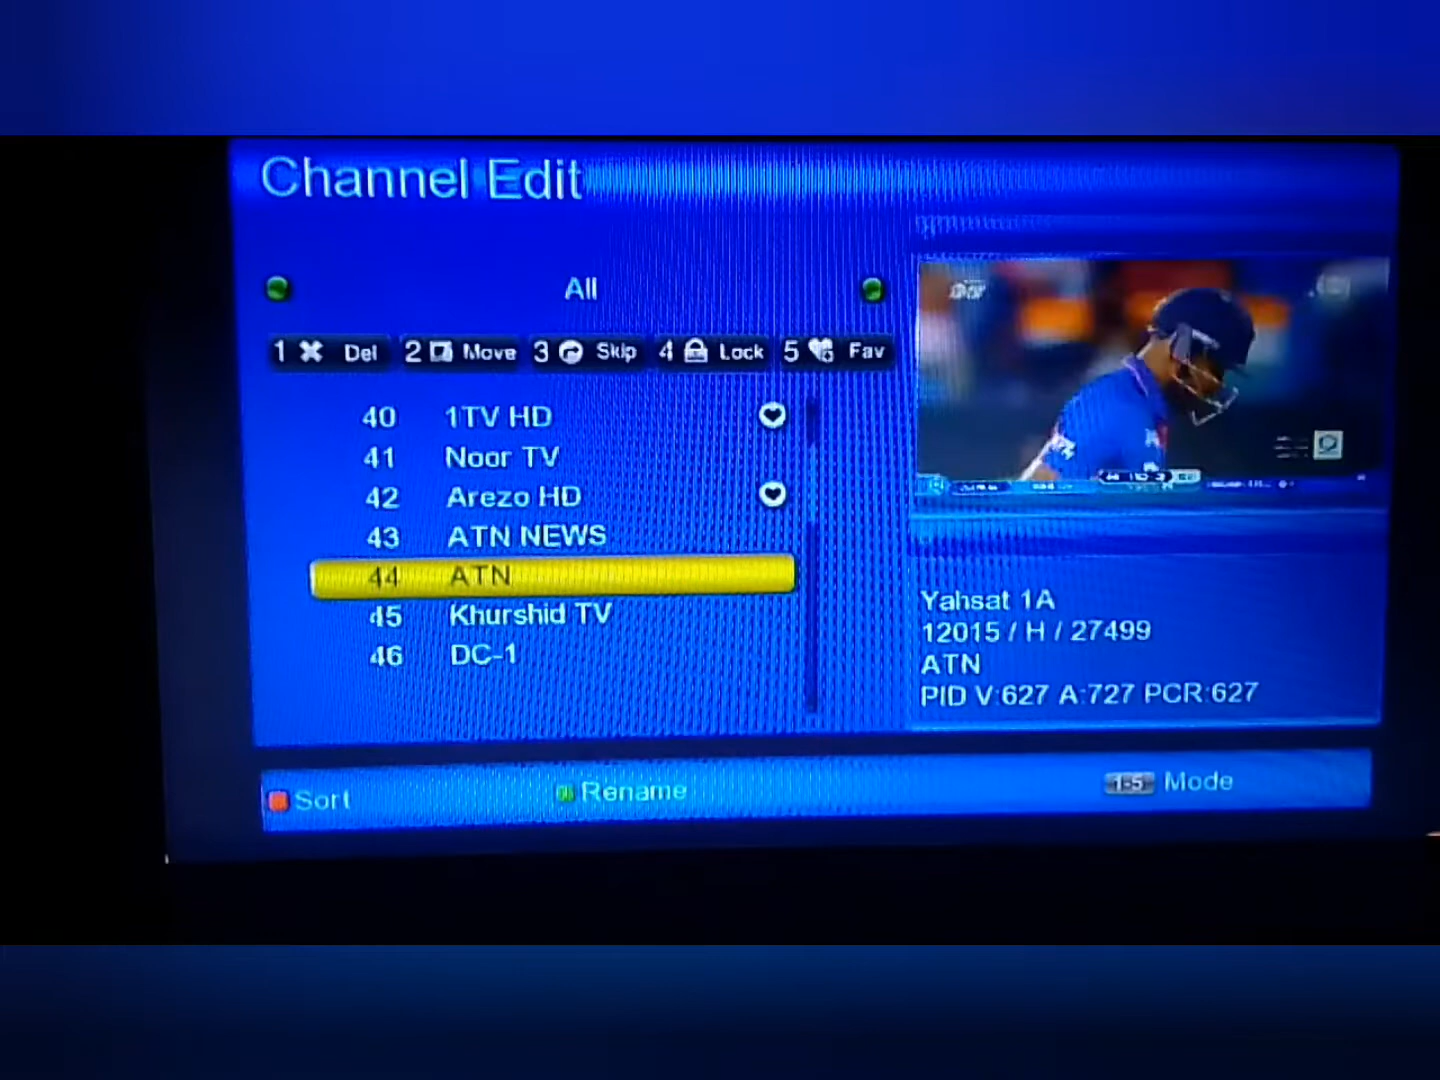 Channel Edit
All
1 Del 2 Move 3 Skip 4 Lock 5 Fav
40 1TV HD
41 Noor TV
42 Arezo HD
43 ATN NEWS
44 ATN
45 Khurshid TV
46 DC-1
Yahsat 1A
12015 / H / 27499
ATN
PID V:627 A:727 PCR:627
Sort Rename 1-5 Mode